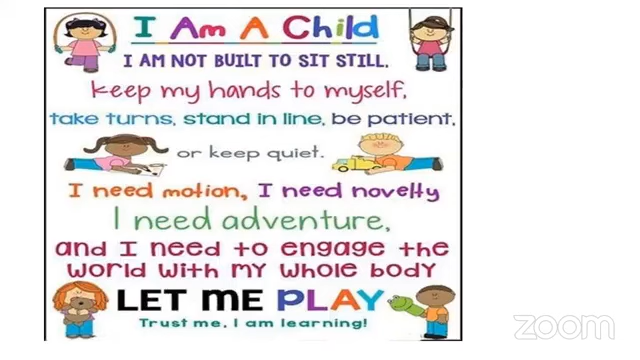 I Am A Child
I AM NOT BUILT TO SIT STILL,
keep my hands to myself,
take turns, stand in line, be patient,
or keep quiet.
I need motion, I need novelty
I need adventure,
and I need to engage the
world with my whole body
LET ME PLAY
Trust me, I am learning!
zoom